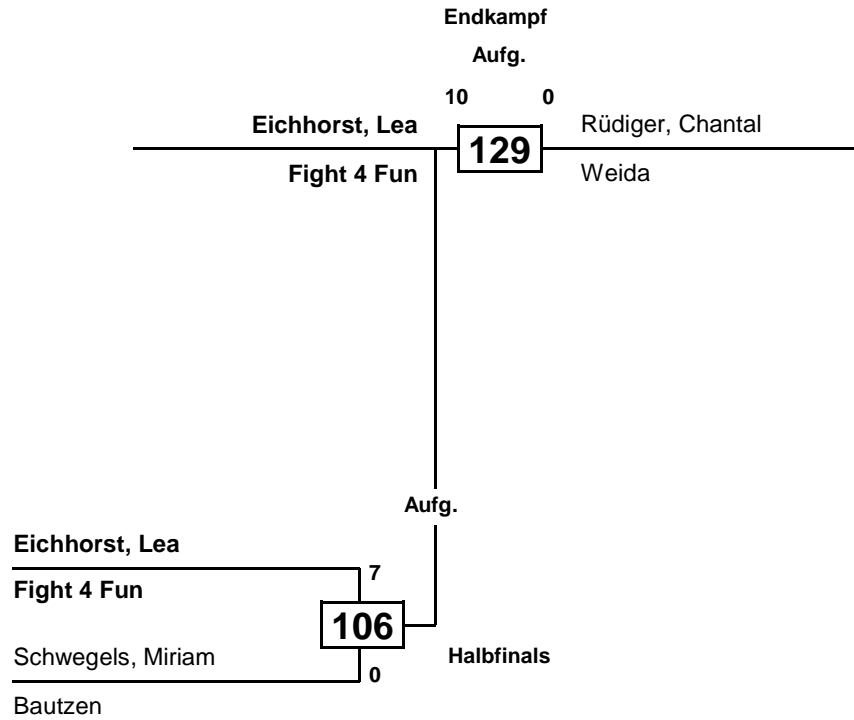 Endkampf
Aufg.
10 0
Eichhorst, Lea
Fight 4 Fun
129
Rüdiger, Chantal
Weida
Aufg.
Eichhorst, Lea
Fight 4 Fun
7
106
Schwegels, Miriam
Bautzen
0
Halbfinals